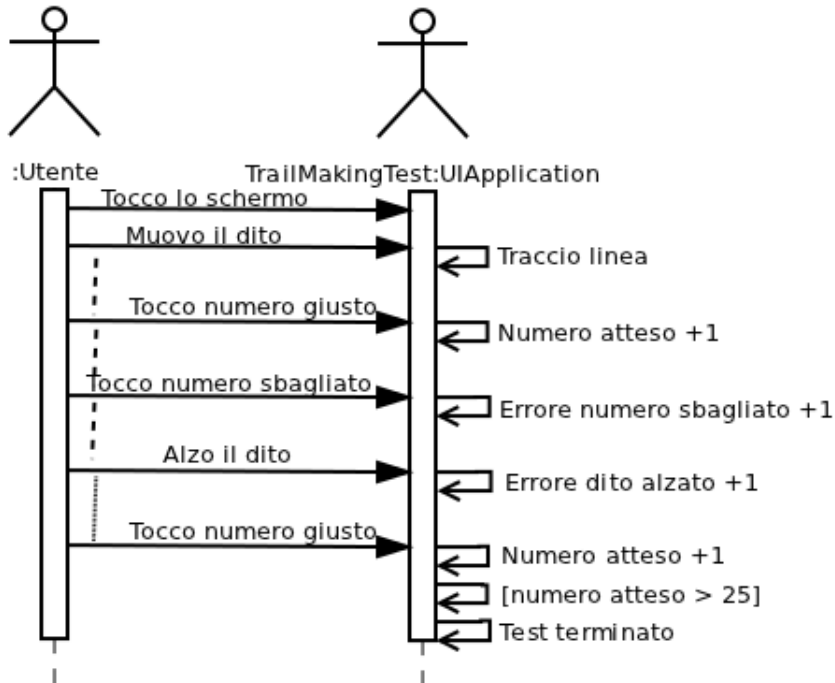 :Utente
TrailMakingTest:UIApplication
Tocco lo schermo
Muovo il dito
Traccio linea
Tocco numero giusto
Numero atteso +1
Tocco numero sbagliato
Errore numero sbagliato +1
Alzo il dito
Errore dito alzato +1
Tocco numero giusto
Numero atteso +1
[numero atteso > 25]
Test terminato